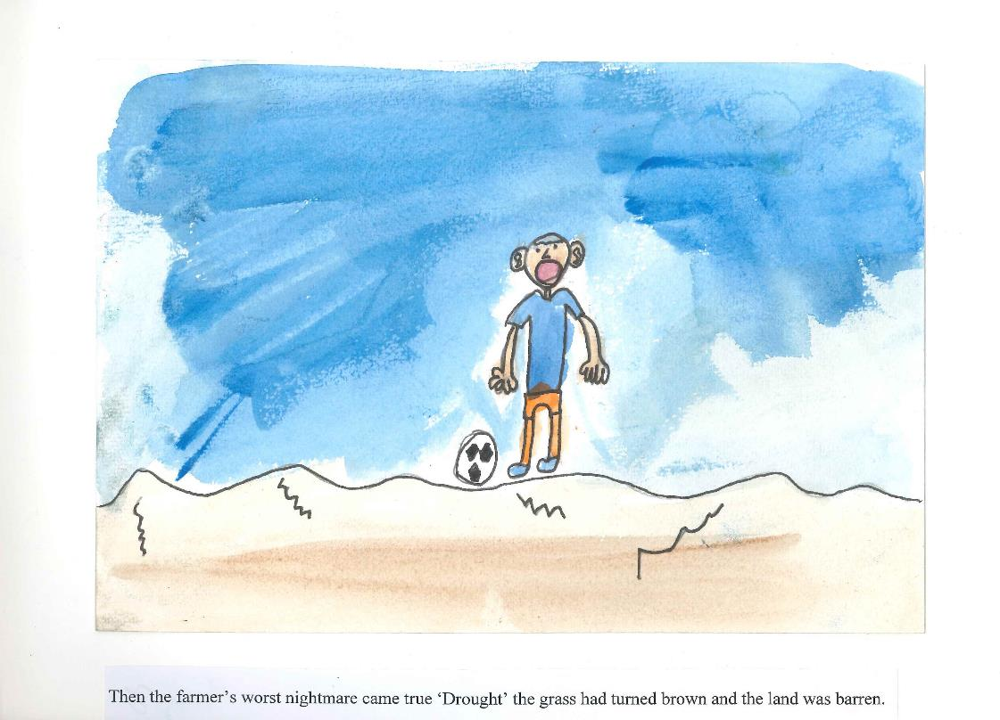 Then the farmer’s worst nightmare came true ‘Drought’ the grass had turned brown and the land was barren.